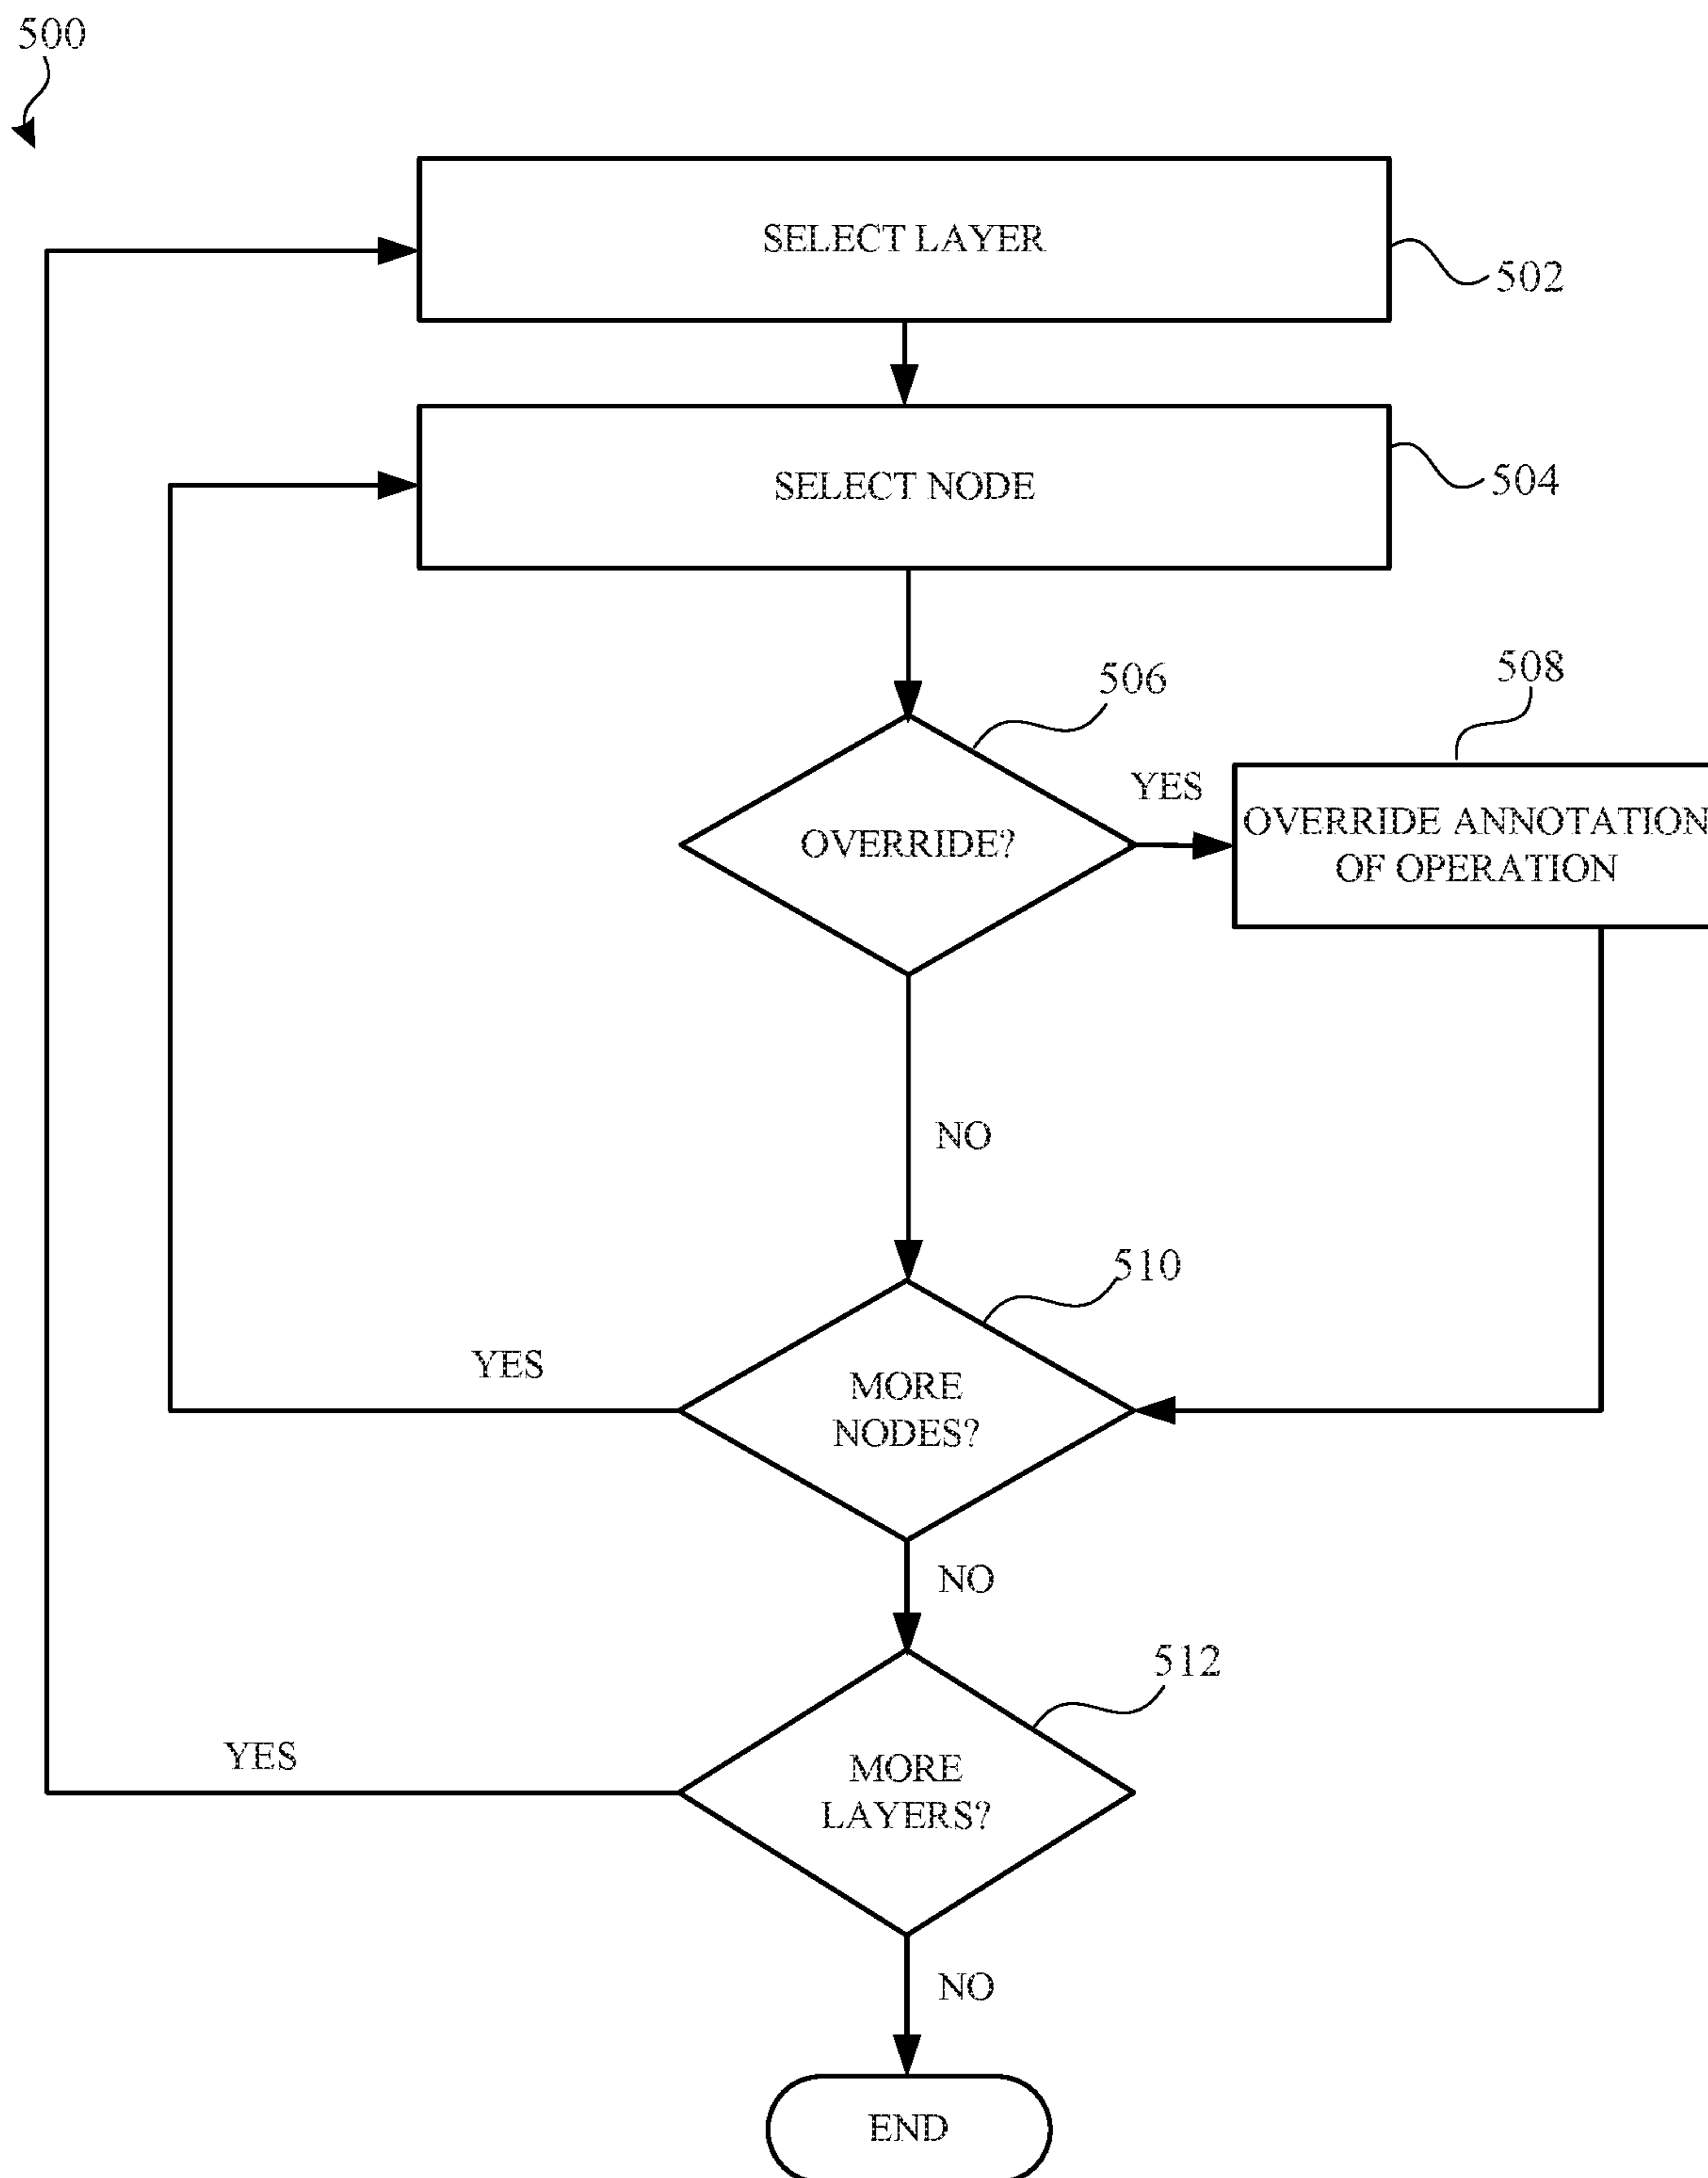 500
SELECT LAYER
502
SELECT NODE
504
506
508
OVERRIDE?
YES
OVERRIDE ANNOTATION
OF OPERATION
NO
510
YES
MORE
NODES?
NO
512
YES
MORE
LAYERS?
NO
END